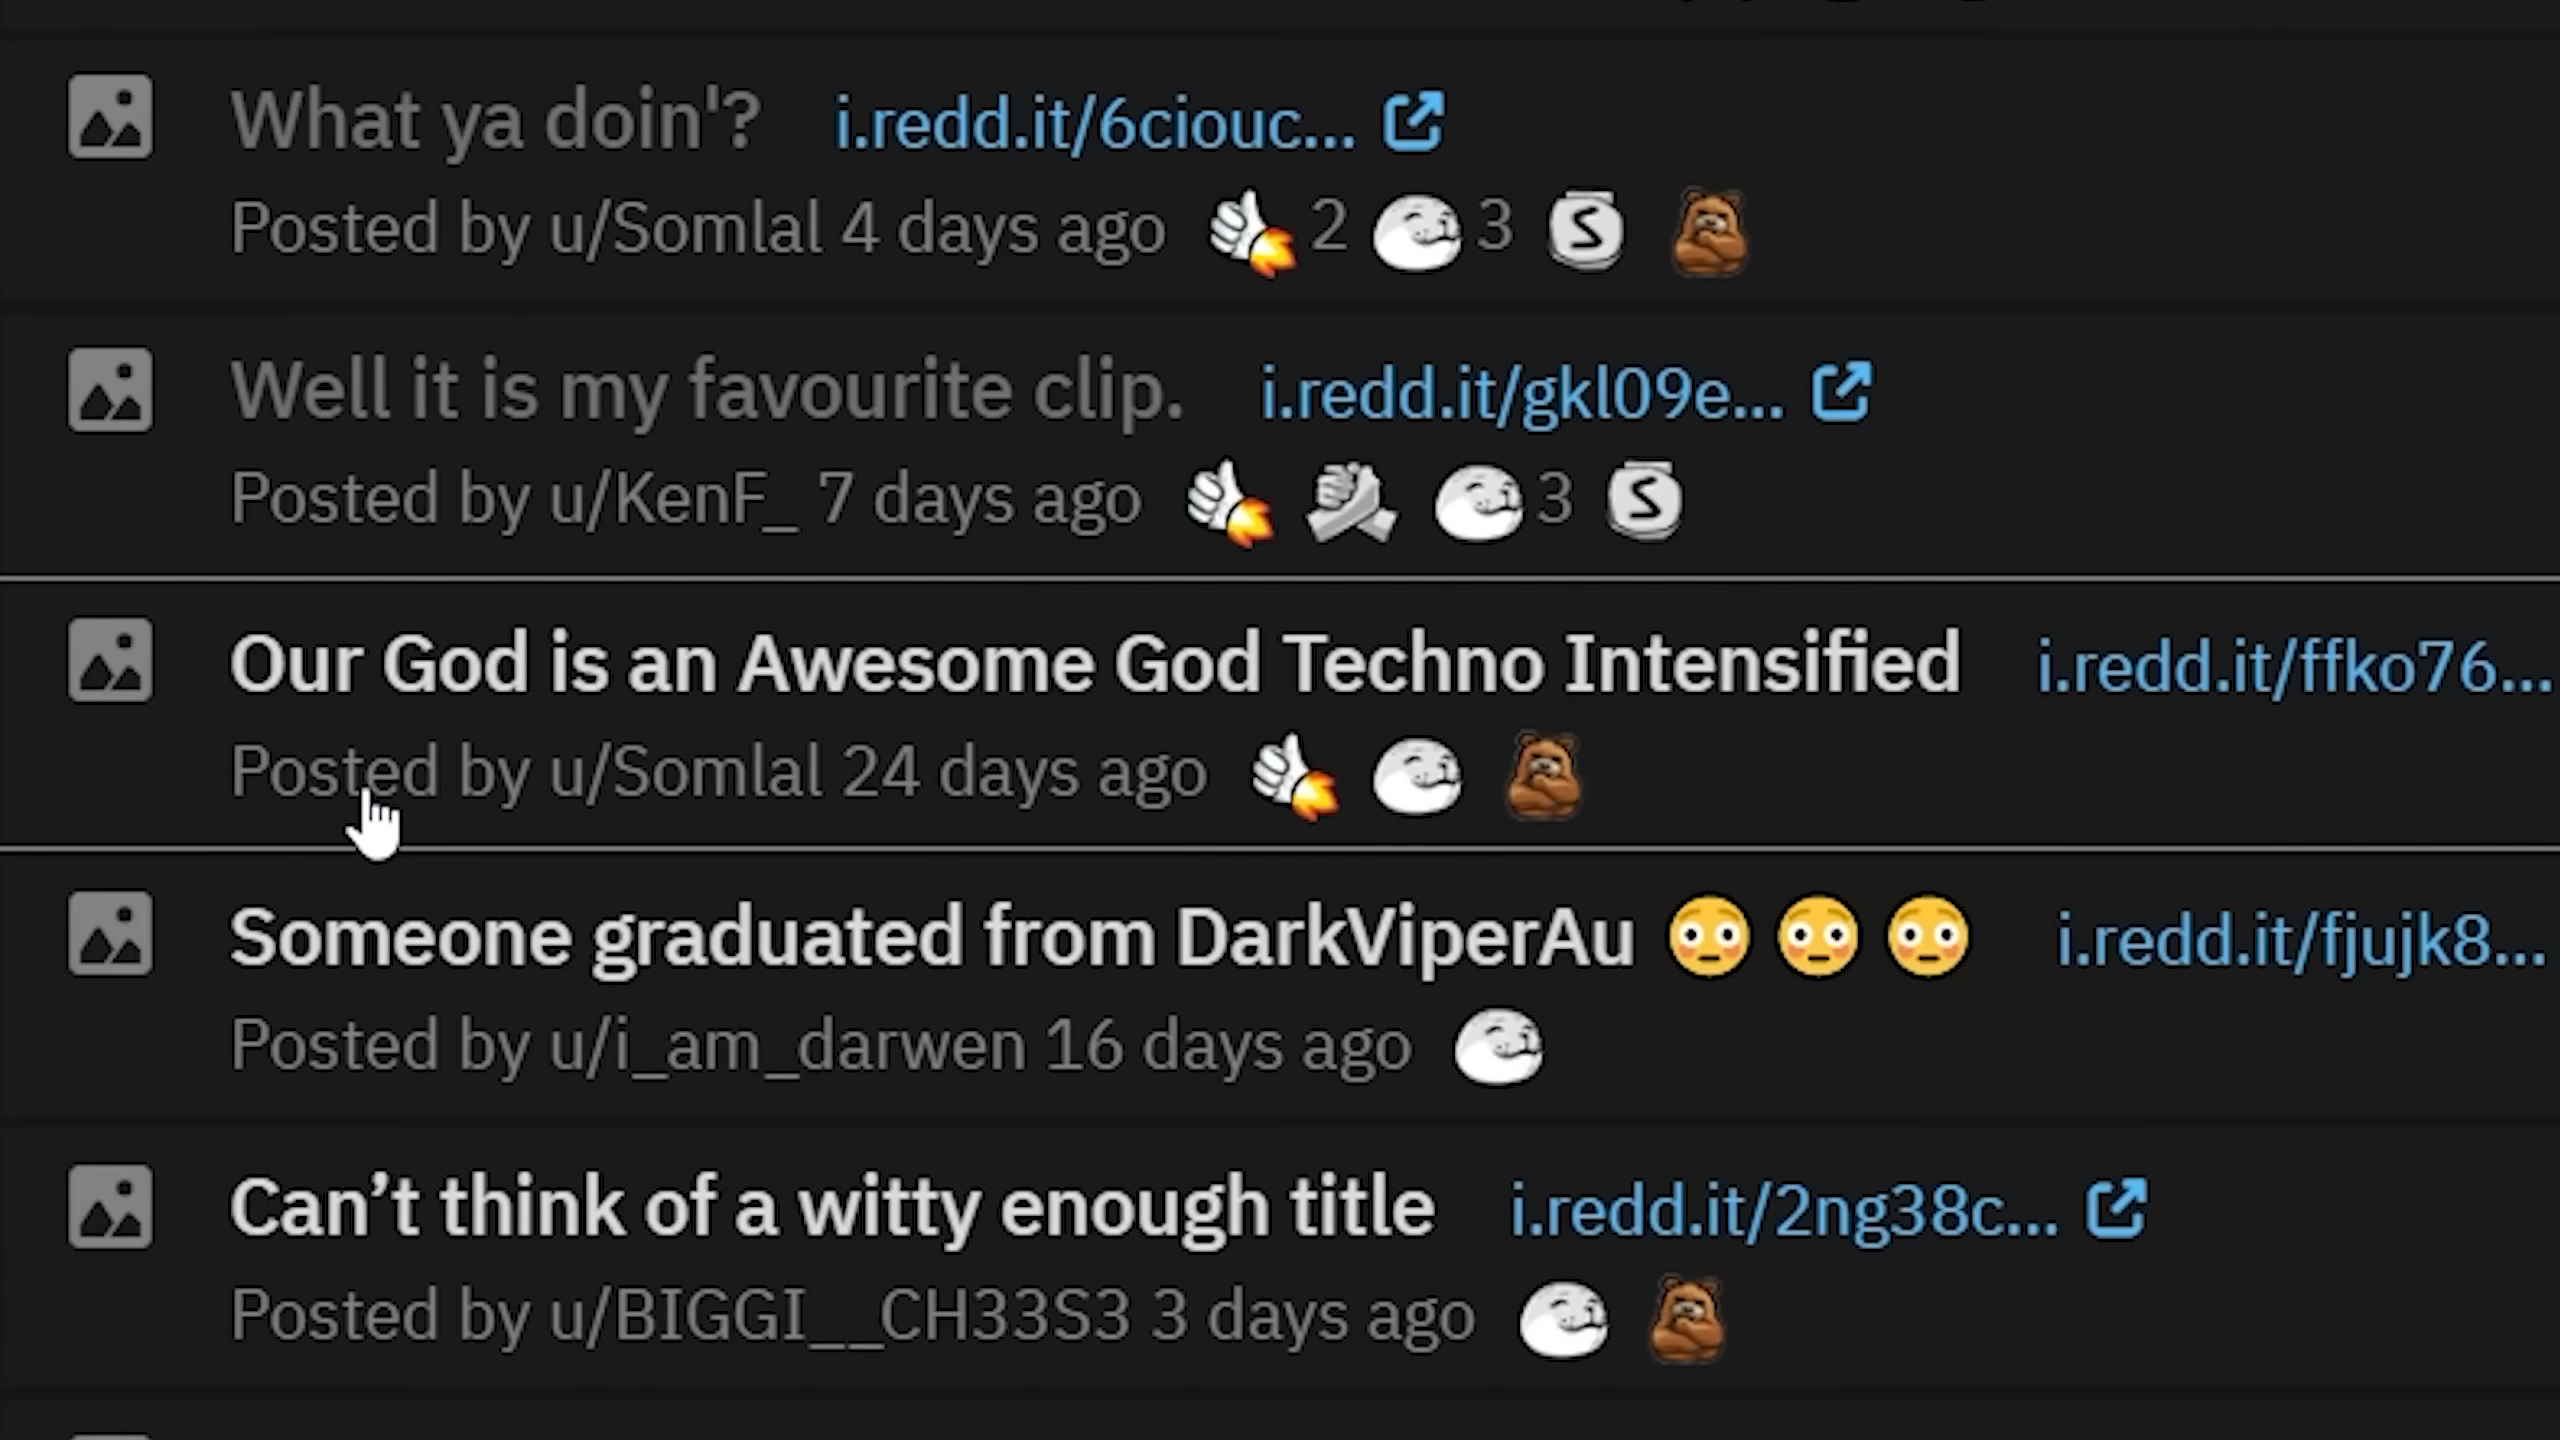 What ya doin'? i.redd.it/6ciouc...
Posted by u/Somlal 4 days ago 2 3 S
Well it is my favourite clip. i.redd.it/gkl09e...
Posted by u/KenF_ 7 days ago 3 S
Our God is an Awesome God Techno Intensified i.redd.it/ffko76...
Posted by u/Somlal 24 days ago
Someone graduated from DarkViperAu 😳 😳 😳 i.redd.it/fjujk8...
Posted by u/i_am_darwen 16 days ago
Can’t think of a witty enough title i.redd.it/2ng38c...
Posted by u/BIGGI__CH33S3 3 days ago